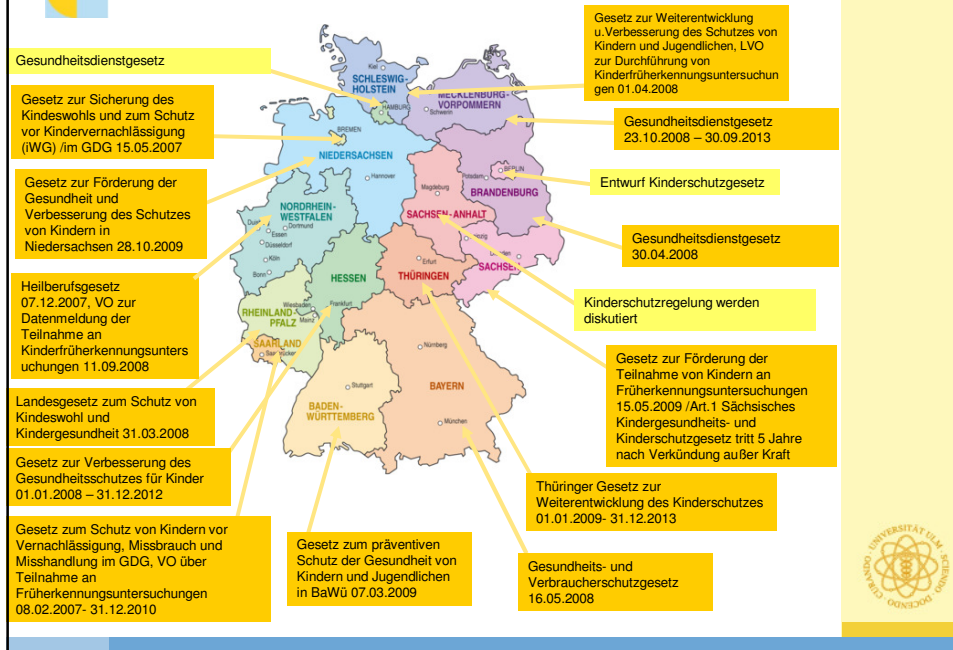 Gesundheitsdienstgesetz
Gesetz zur Sicherung des
Kindeswohls und zum Schutz
vor Kindervernachlässigung
(iWG) /im GDG 15.05.2007
Gesetz zur Förderung der
Gesundheit und
Verbesserung des Schutzes
von Kindern in
Niedersachsen 28.10.2009
Heilberufsgesetz
07.12.2007, VO zur
Datenmeldung der
Teilnahme an
Kinderfrüherkennungsunters
uchungen 11.09.2008
Landesgesetz zum Schutz von
Kindeswohl und
Kindergesundheit 31.03.2008
Gesetz zur Verbesserung des
Gesundheitsschutzes für Kinder
01.01.2008 – 31.12.2012
Gesetz zum Schutz von Kindern vor
Vernachlässigung, Missbrauch und
Misshandlung im GDG, VO über
Teilnahme an
Früherkennungsuntersuchungen
08.02.2007- 31.12.2010
Kiel
SCHLESWIG-
HOLSTEIN
HAMBURG
MECKLENBURG-
VORPOMMERN
Schwerin
BREMEN
NIEDERSACHSEN
Hannover
BERLIN
Potsdam
BRANDENBURG
Magdeburg
SACHSEN-ANHALT
NORDRHEIN-
WESTFALEN
Dortmund
Essen
Düsseldorf
Köln
Bonn
HESSEN
Erfurt
THÜRINGEN
SACHSEN
Wiesbaden
Frankfurt
Mainz
RHEINLAND-
PFALZ
SAARLAND
Nürnberg
Stuttgart
BADEN-
WÜRTTEMBERG
BAYERN
München
Gesetz zum präventiven
Schutz der Gesundheit von
Kindern und Jugendlichen
in BaWü 07.03.2009
Gesetz zur Weiterentwicklung
u.Verbesserung des Schutzes von
Kindern und Jugendlichen, LVO
zur Durchführung von
Kinderfrüherkennungsuntersuchun
gen 01.04.2008
Gesundheitsdienstgesetz
23.10.2008 – 30.09.2013
Entwurf Kinderschutzgesetz
Gesundheitsdienstgesetz
30.04.2008
Kinderschutzregelung werden
diskutiert
Gesetz zur Förderung der
Teilnahme von Kindern an
Früherkennungsuntersuchungen
15.05.2009 /Art.1 Sächsisches
Kindergesundheits- und
Kinderschutzgesetz tritt 5 Jahre
nach Verkündung außer Kraft
Thüringer Gesetz zur
Weiterentwicklung des Kinderschutzes
01.01.2009- 31.12.2013
Gesundheits- und
Verbraucherschutzgesetz
16.05.2008
UNIVERSITÄT ULM · SCIENDO · DOCENDO · CURANDO